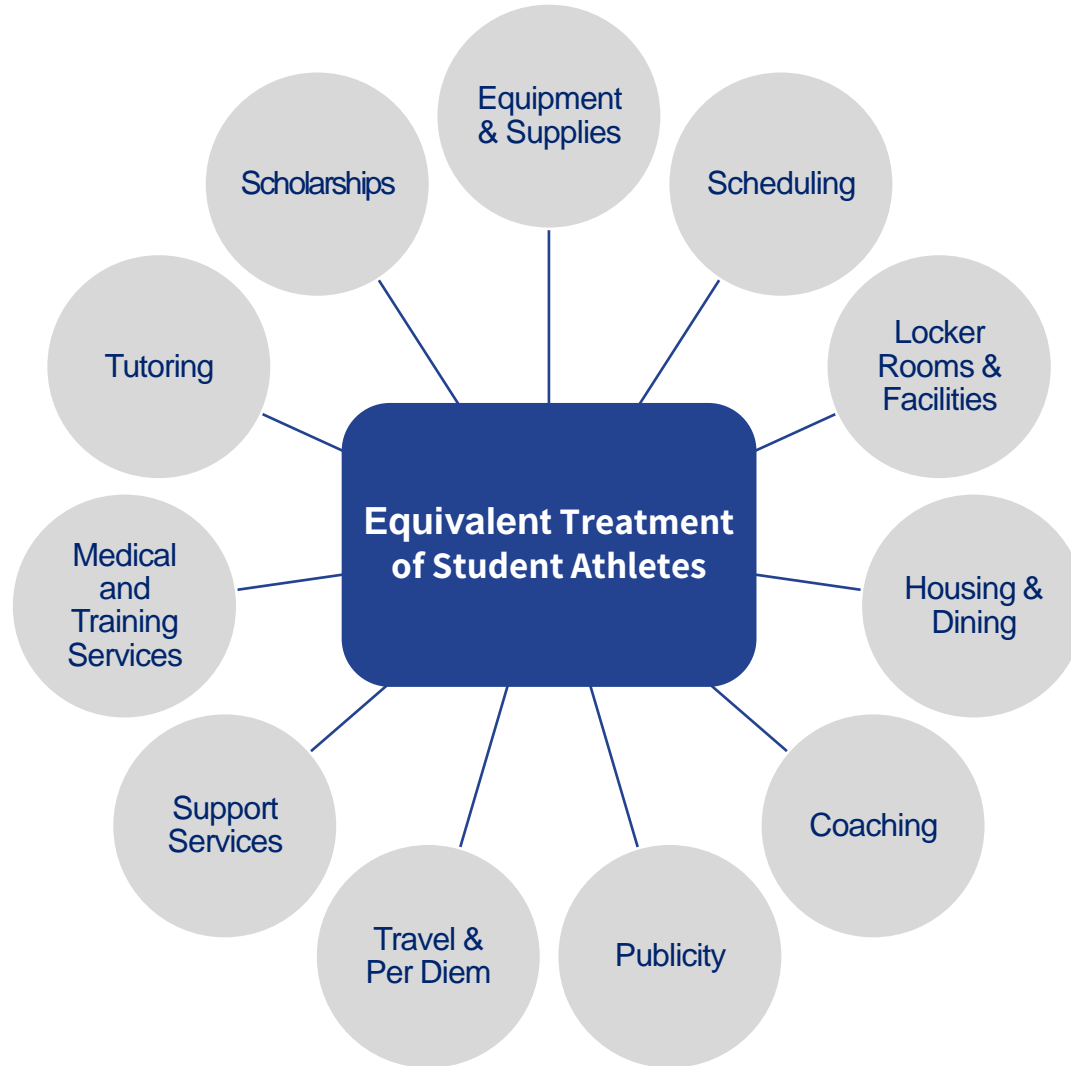 Equipment
& Supplies
Scheduling
Locker
Rooms &
Facilities
Housing &
Dining
Coaching
Publicity
Travel &
Per Diem
Support
Services
Medical
and
Training
Services
Tutoring
Scholarships
Equivalent Treatment
of Student Athletes